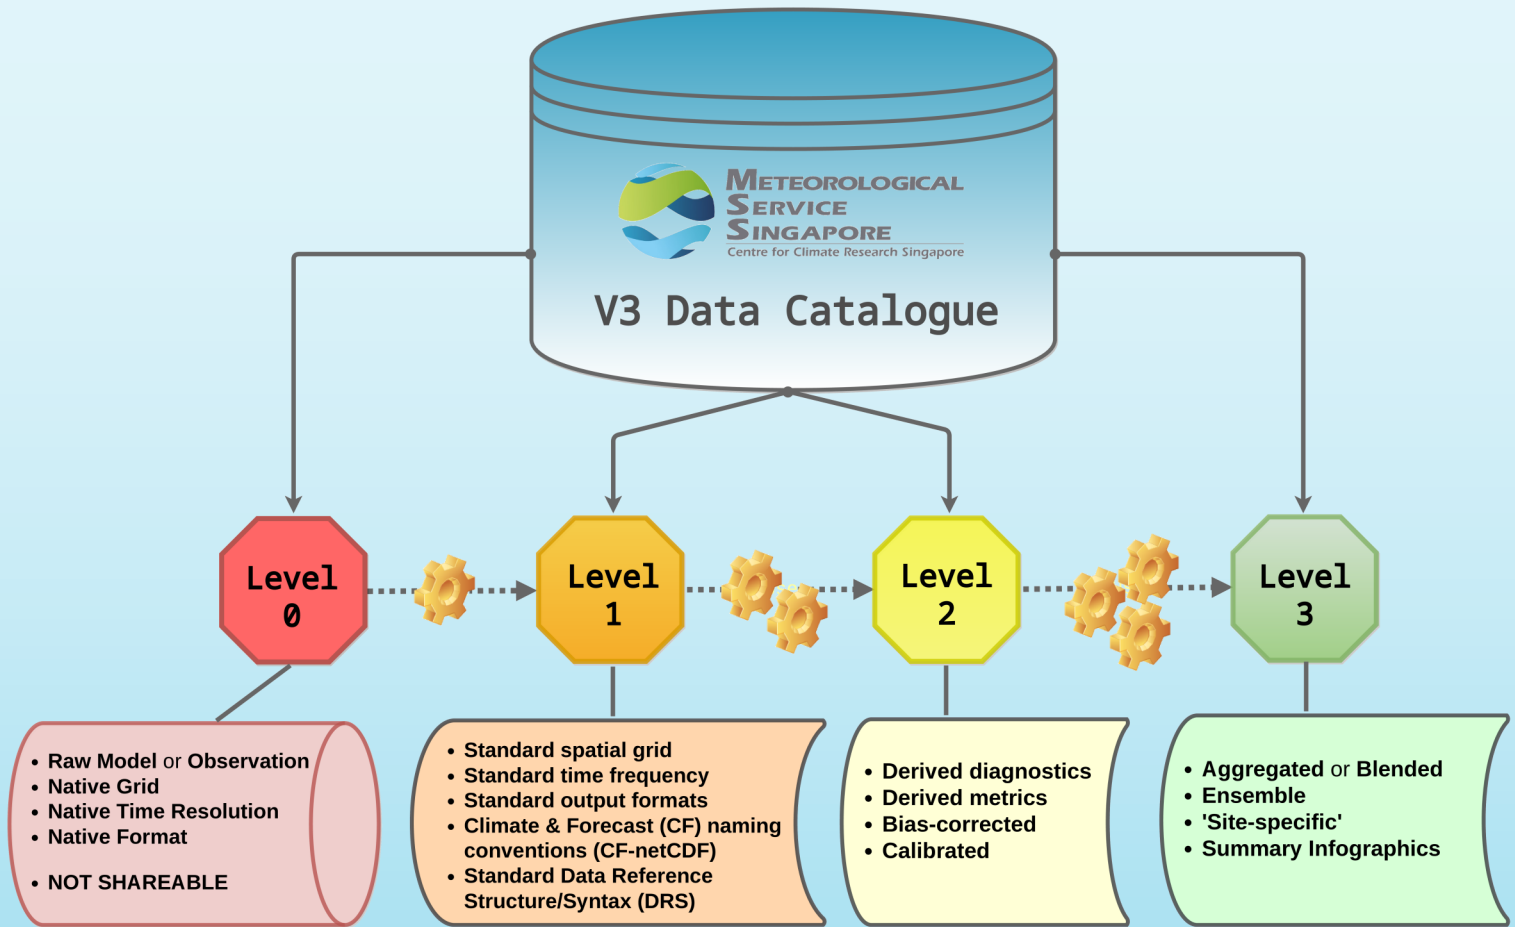 METEOROLOGICAL
SERVICE
SINGAPORE
Centre for Climate Research Singapore
V3 Data Catalogue
Level
0
Level
1
Level
2
Level
3
• Raw Model or Observation
• Native Grid
• Native Time Resolution
• Native Format
• NOT SHAREABLE
• Standard spatial grid
• Standard time frequency
• Standard output formats
• Climate & Forecast (CF) naming
conventions (CF-netCDF)
• Standard Data Reference
Structure/Syntax (DRS)
• Derived diagnostics
• Derived metrics
• Bias-corrected
• Calibrated
• Aggregated or Blended
• Ensemble
• 'Site-specific'
• Summary Infographics